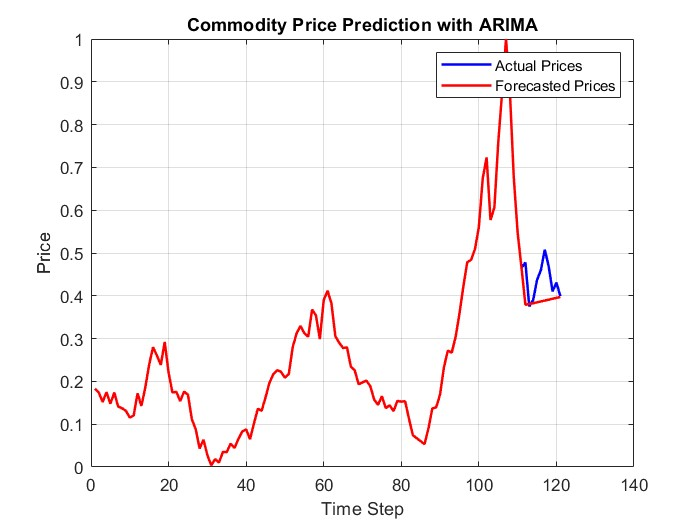 Commodity Price Prediction with ARIMA
Actual Prices
Forecasted Prices
Price
1
0.9
0.8
0.7
0.6
0.5
0.4
0.3
0.2
0.1
0
0 20 40 60 80 100 120 140
Time Step